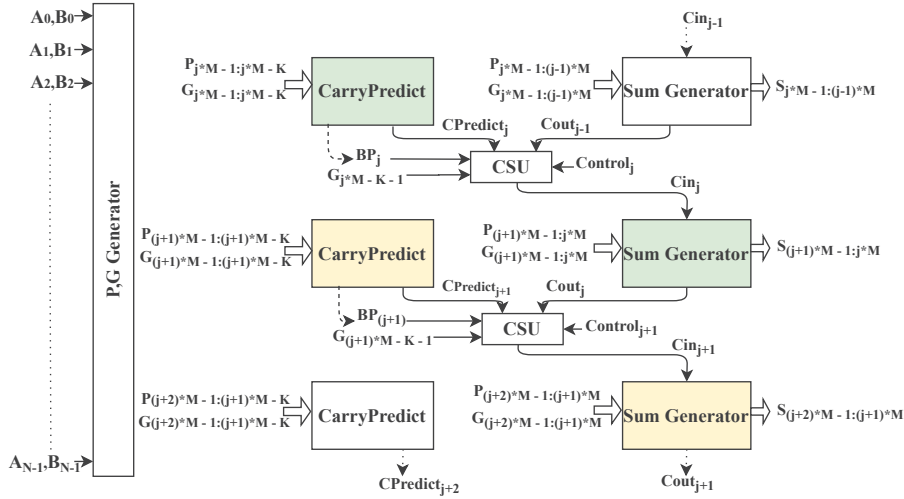 A0,B0
A1,B1
A2,B2
AN-1,BN-1
P,G Generator
Cinj-1
Pj*M - 1:j*M - K
Gj*M - 1:j*M - K
CarryPredict
Pj*M - 1:(j-1)*M
Gj*M - 1:(j-1)*M
Sum Generator
Sj*M - 1:(j-1)*M
CPredictj
Coutj-1
BPj
Gj*M - K - 1
CSU
Controlj
Cinj
P(j+1)*M - 1:(j+1)*M - K
G(j+1)*M - 1:(j+1)*M - K
CarryPredict
P(j+1)*M - 1:j*M
G(j+1)*M - 1:j*M
Sum Generator
S(j+1)*M - 1:j*M
CPredictj+1
Coutj
BP(j+1)
G(j+1)*M - K - 1
CSU
Controlj+1
Cinj+1
P(j+2)*M - 1:(j+1)*M - K
G(j+2)*M - 1:(j+1)*M - K
CarryPredict
P(j+2)*M - 1:(j+1)*M
G(j+2)*M - 1:(j+1)*M
Sum Generator
S(j+2)*M - 1:(j+1)*M
CPredictj+2
Coutj+1